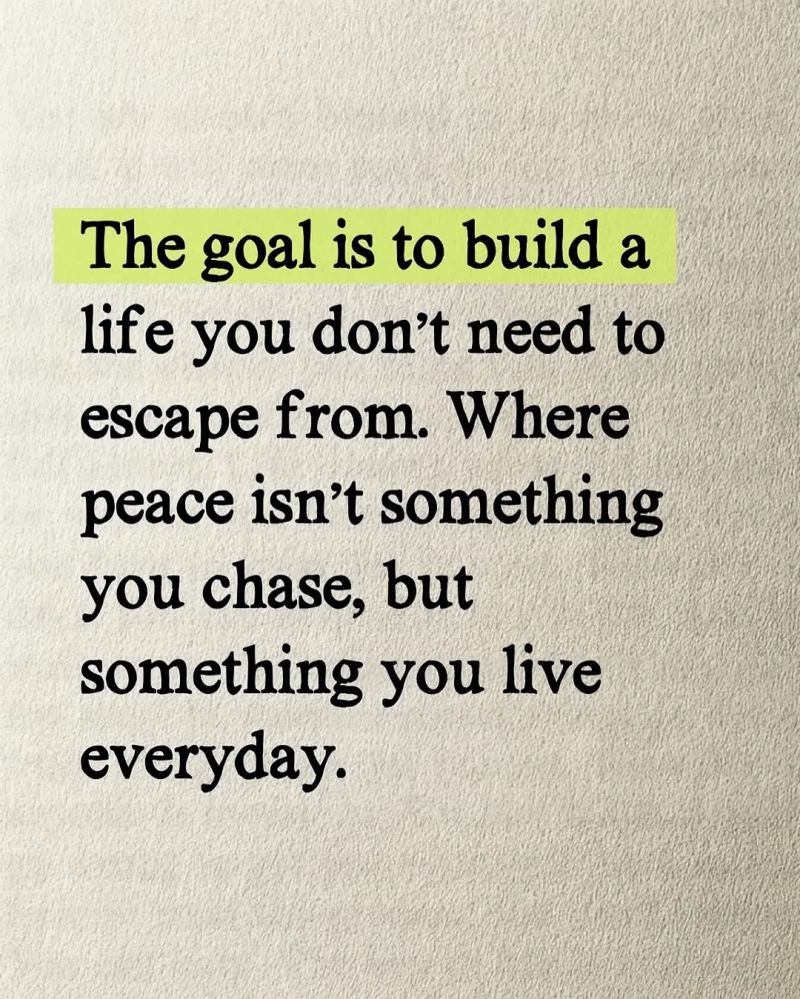 The goal is to build a
life you don’t need to
escape from. Where
peace isn’t something
you chase, but
something you live
everyday.